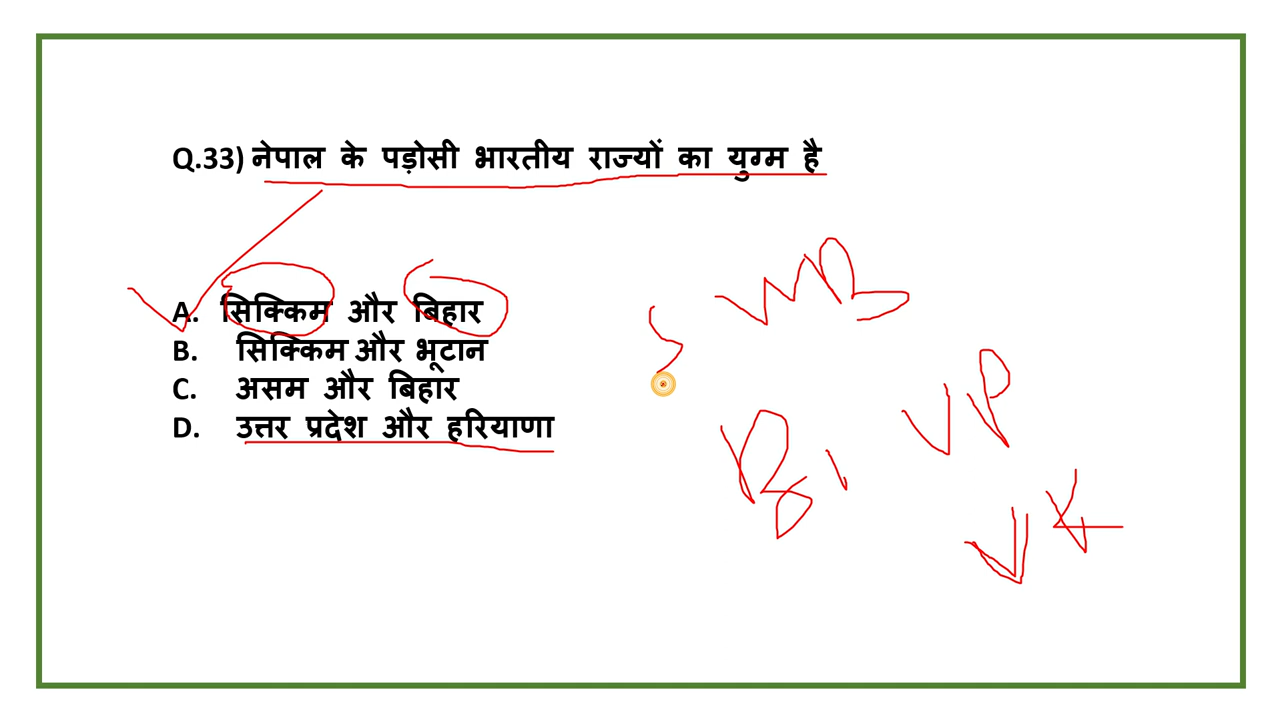 Q.33) नेपाल के पड़ोसी भारतीय राज्यों का युग्म है
A. सिक्किम और बिहार
B. सिक्किम और भूटान
C. असम और बिहार
D. उत्तर प्रदेश और हरियाणा
WB
S
UP
Bi
UK